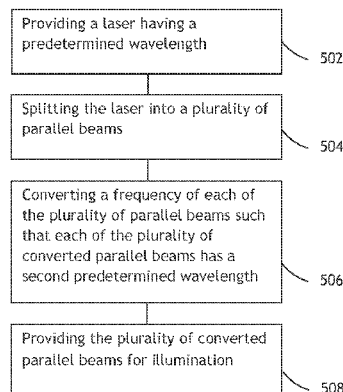 Providing a laser having a
predetermined wavelength
502
Splitting the laser into a plurality of
parallel beams
504
Converting a frequency of each of
the plurality of parallel beams such
that each of the plurality of
converted parallel beams has a
second predetermined wavelength
506
Providing the plurality of converted
parallel beams for illumination
508